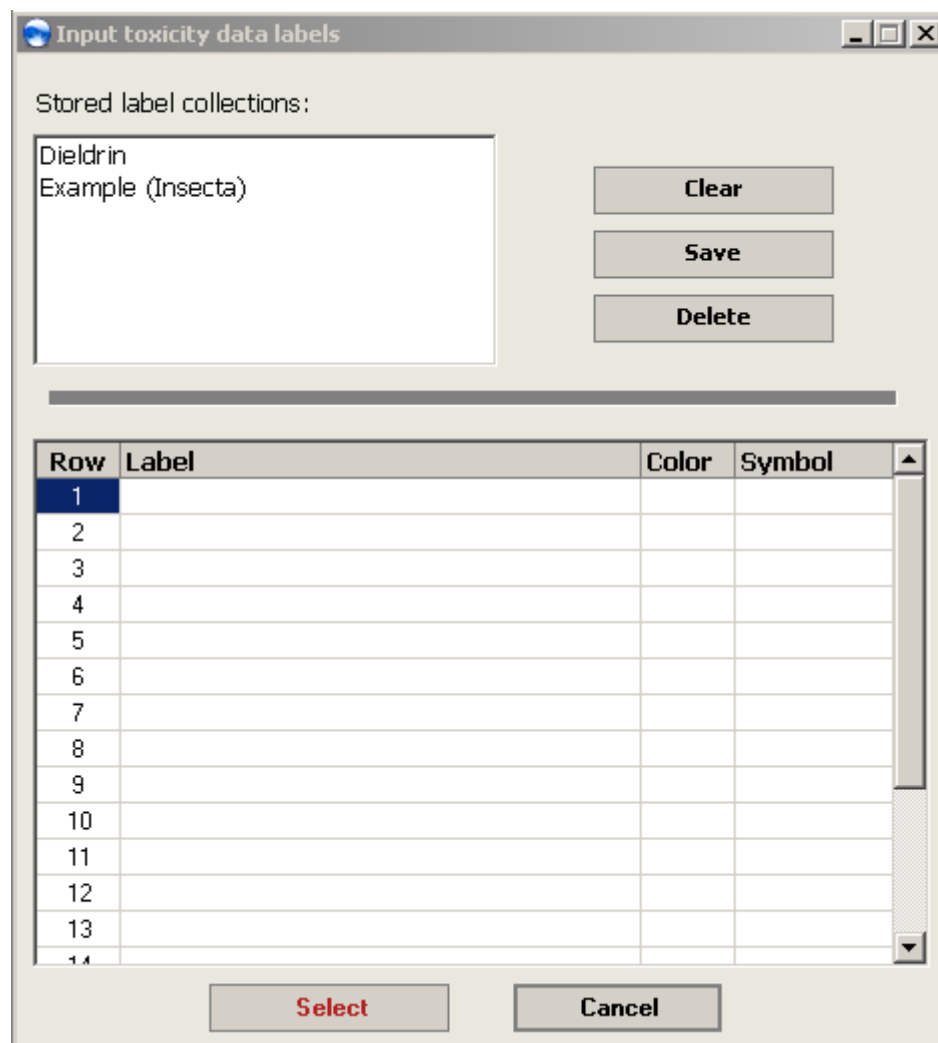 Input toxicity data labels
Stored label collections:
Dieldrin
Example (Insecta)
Clear
Save
Delete
Row Label Color Symbol
1
2
3
4
5
6
7
8
9
10
11
12
13
14
Select Cancel